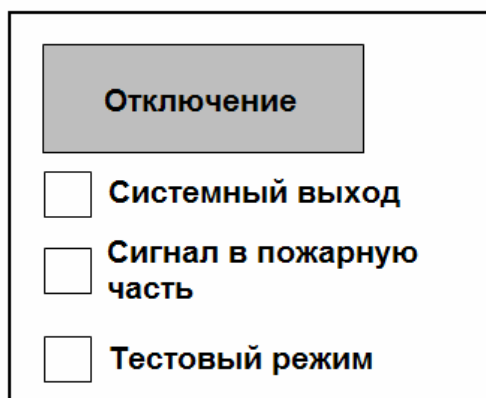 Отключение
Системный выход
Сигнал в пожарную
часть
Тестовый режим